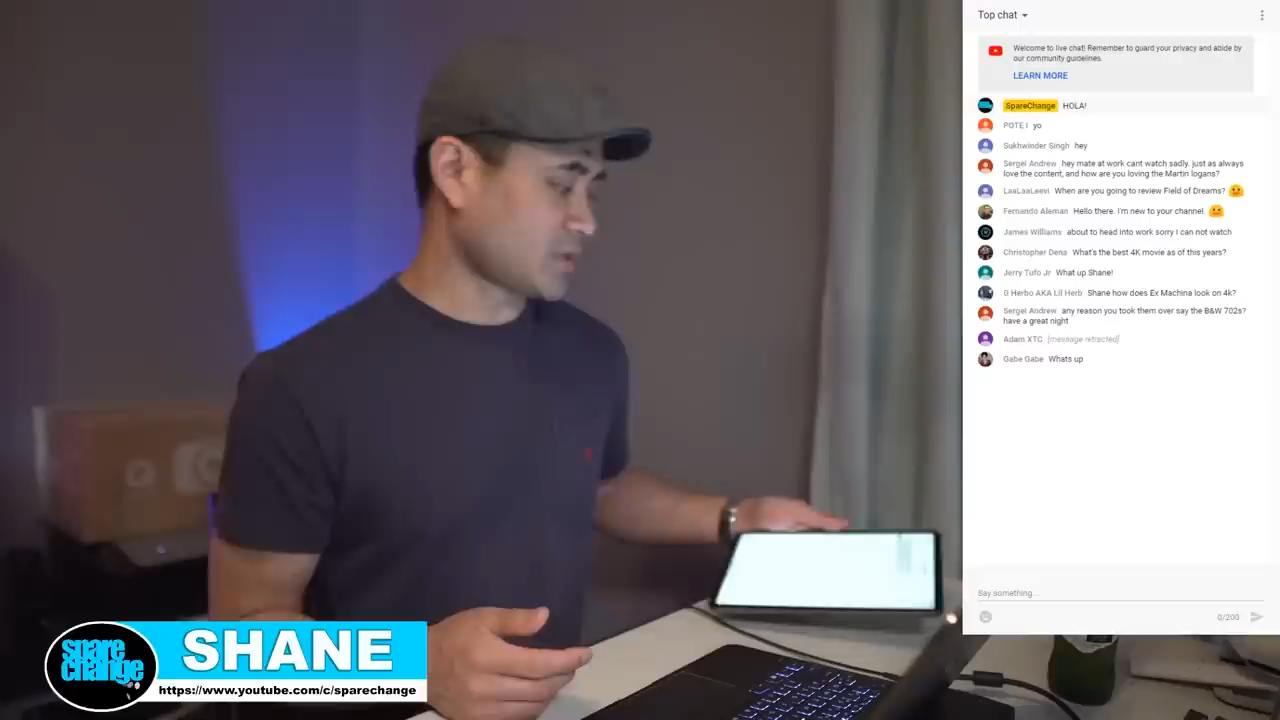 Top chat
Welcome to live chat! Remember to guard your privacy and abide by
our community guidelines.
LEARN MORE
SpareChange HOLA!
POTE I yo
Sukhwinder Singh hey
Sergei Andrew hey mate at work cant watch sadly. just as always
love the content, and how are you loving the Martin logans?
LaaLaaLeevi When are you going to review Field of Dreams?
Fernando Aleman Hello there. I'm new to your channel.
James Williams about to head into work sorry I can not watch
Christopher Dena What's the best 4K movie as of this years?
Jerry Tufo Jr What up Shane!
G Herbo AKA Lil Herb Shane how does Ex Machina look on 4k?
Sergei Andrew any reason you took them over say the B&W 702s?
have a great night
Adam XTC [message retracted]
Gabe Gabe Whats up
Say something...
0/200
spare
change
SHANE
https://www.youtube.com/c/sparechange